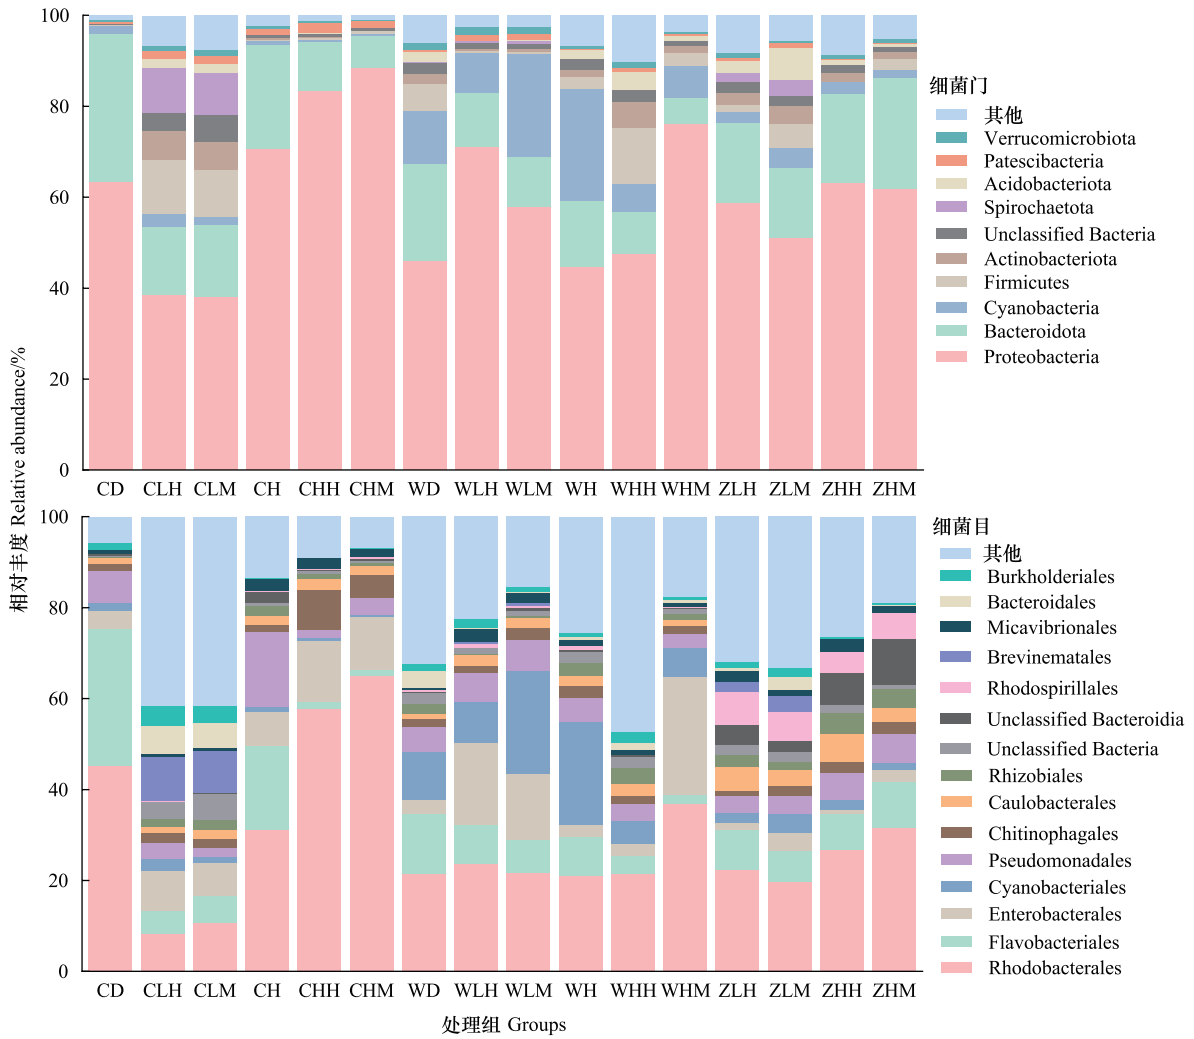 100
80
60
40
20
0
CD CLH CLM CH CHH CHM WD WLH WLM WH WHH WHM ZLH ZLM ZHH ZHM
细菌门
其他
Verrucomicrobiota
Patescibacteria
Acidobacteriota
Spirochaetota
Unclassified Bacteria
Actinobacteriota
Firmicutes
Cyanobacteria
Bacteroidota
Proteobacteria
相对丰度 Relative abundance/%
100
80
60
40
20
0
CD CLH CLM CH CHH CHM WD WLH WLM WH WHH WHM ZLH ZLM ZHH ZHM
细菌目
其他
Burkholderiales
Bacteroidales
Micavibrionales
Brevinematales
Rhodospirillales
Unclassified Bacteroidia
Unclassified Bacteria
Rhizobiales
Caulobacterales
Chitinophagales
Pseudomonadales
Cyanobacteriales
Enterobacterales
Flavobacteriales
Rhodobacterales
处理组 Groups